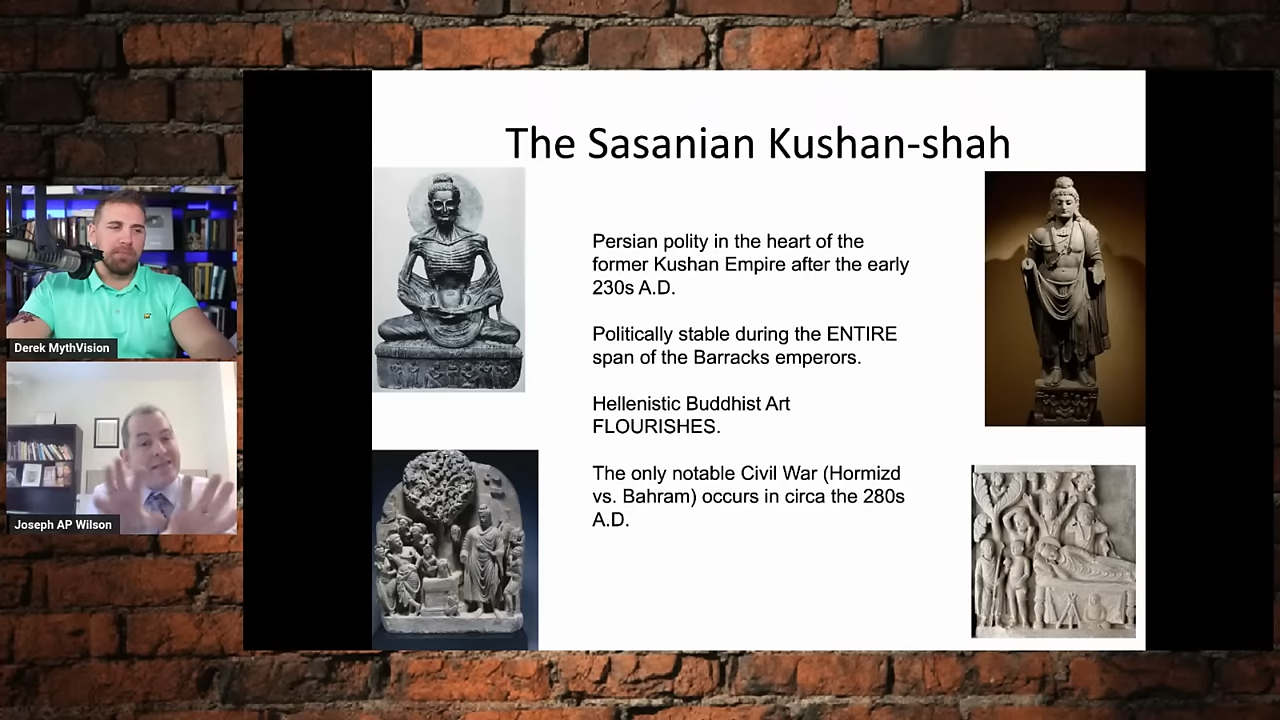 The Sasanian Kushan-shah
Persian polity in the heart of the
former Kushan Empire after the early
230s A.D.
Politically stable during the ENTIRE
span of the Barracks emperors.
Hellenistic Buddhist Art
FLOURISHES.
The only notable Civil War (Hormizd
vs. Bahram) occurs in circa the 280s
A.D.
Derek MythVision
Joseph AP Wilson